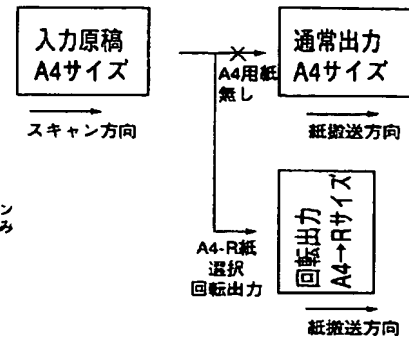 入力原稿
A4サイズ
スキャン方向
A4用紙
無し
通常出力
A4サイズ
紙搬送方向
ン
み
A4-R紙
選択
回転出力
回転出力
A4→Rサイズ
紙搬送方向